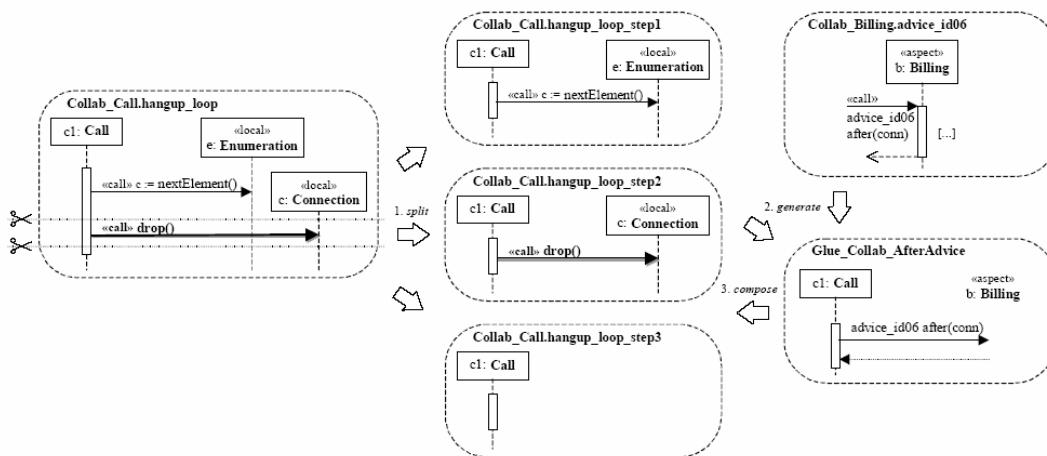 Collab_Call.hangup_loop
c1: Call
«local»
e: Enumeration
«call» c := nextElement()
«local»
c: Connection
«call» drop()
1. split
Collab_Call.hangup_loop_step1
c1: Call
«local»
e: Enumeration
«call» c := nextElement()
Collab_Call.hangup_loop_step2
c1: Call
«local»
c: Connection
«call» drop()
Collab_Call.hangup_loop_step3
c1: Call
2. generate
3. compose
Collab_Billing.advice_id06
«aspect»
b: Billing
«call»
advice_id06
after(conn)
[...]
Glue_Collab_AfterAdvice
c1: Call
«aspect»
b: Billing
advice_id06 after(conn)